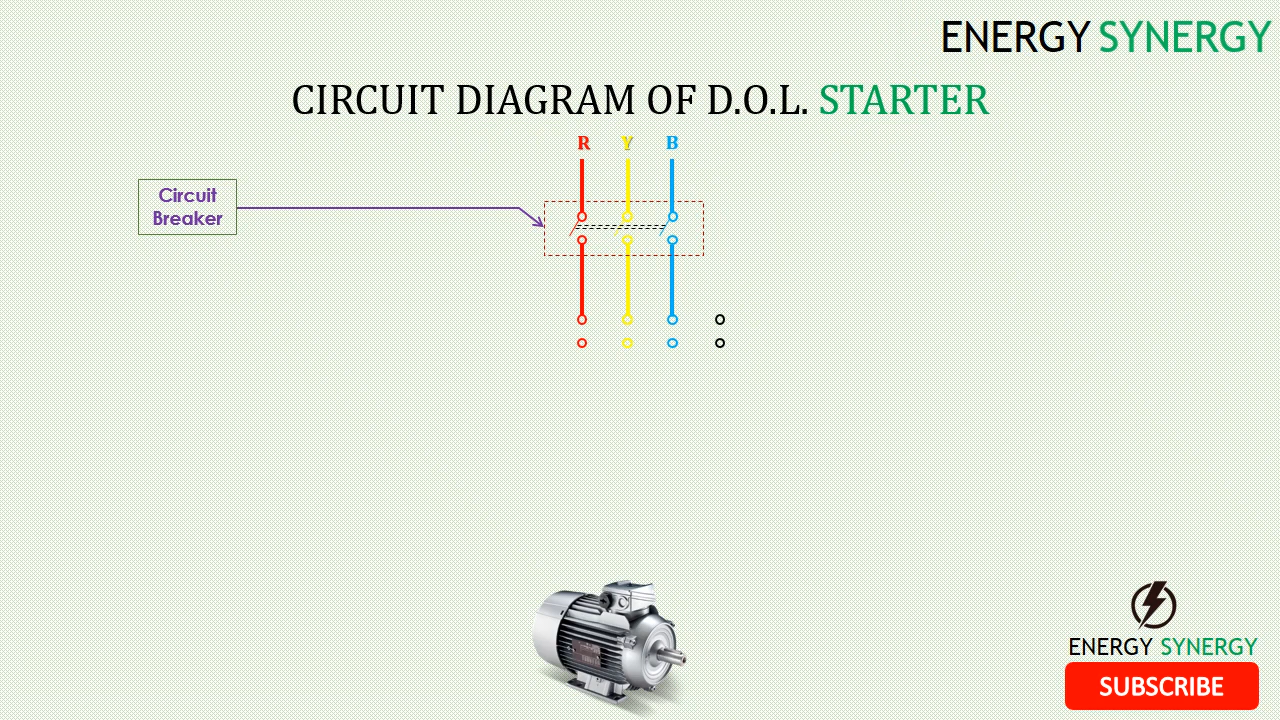 ENERGY SYNERGY
CIRCUIT DIAGRAM OF D.O.L. STARTER
R Y B
Circuit
Breaker
ENERGY SYNERGY
SUBSCRIBE